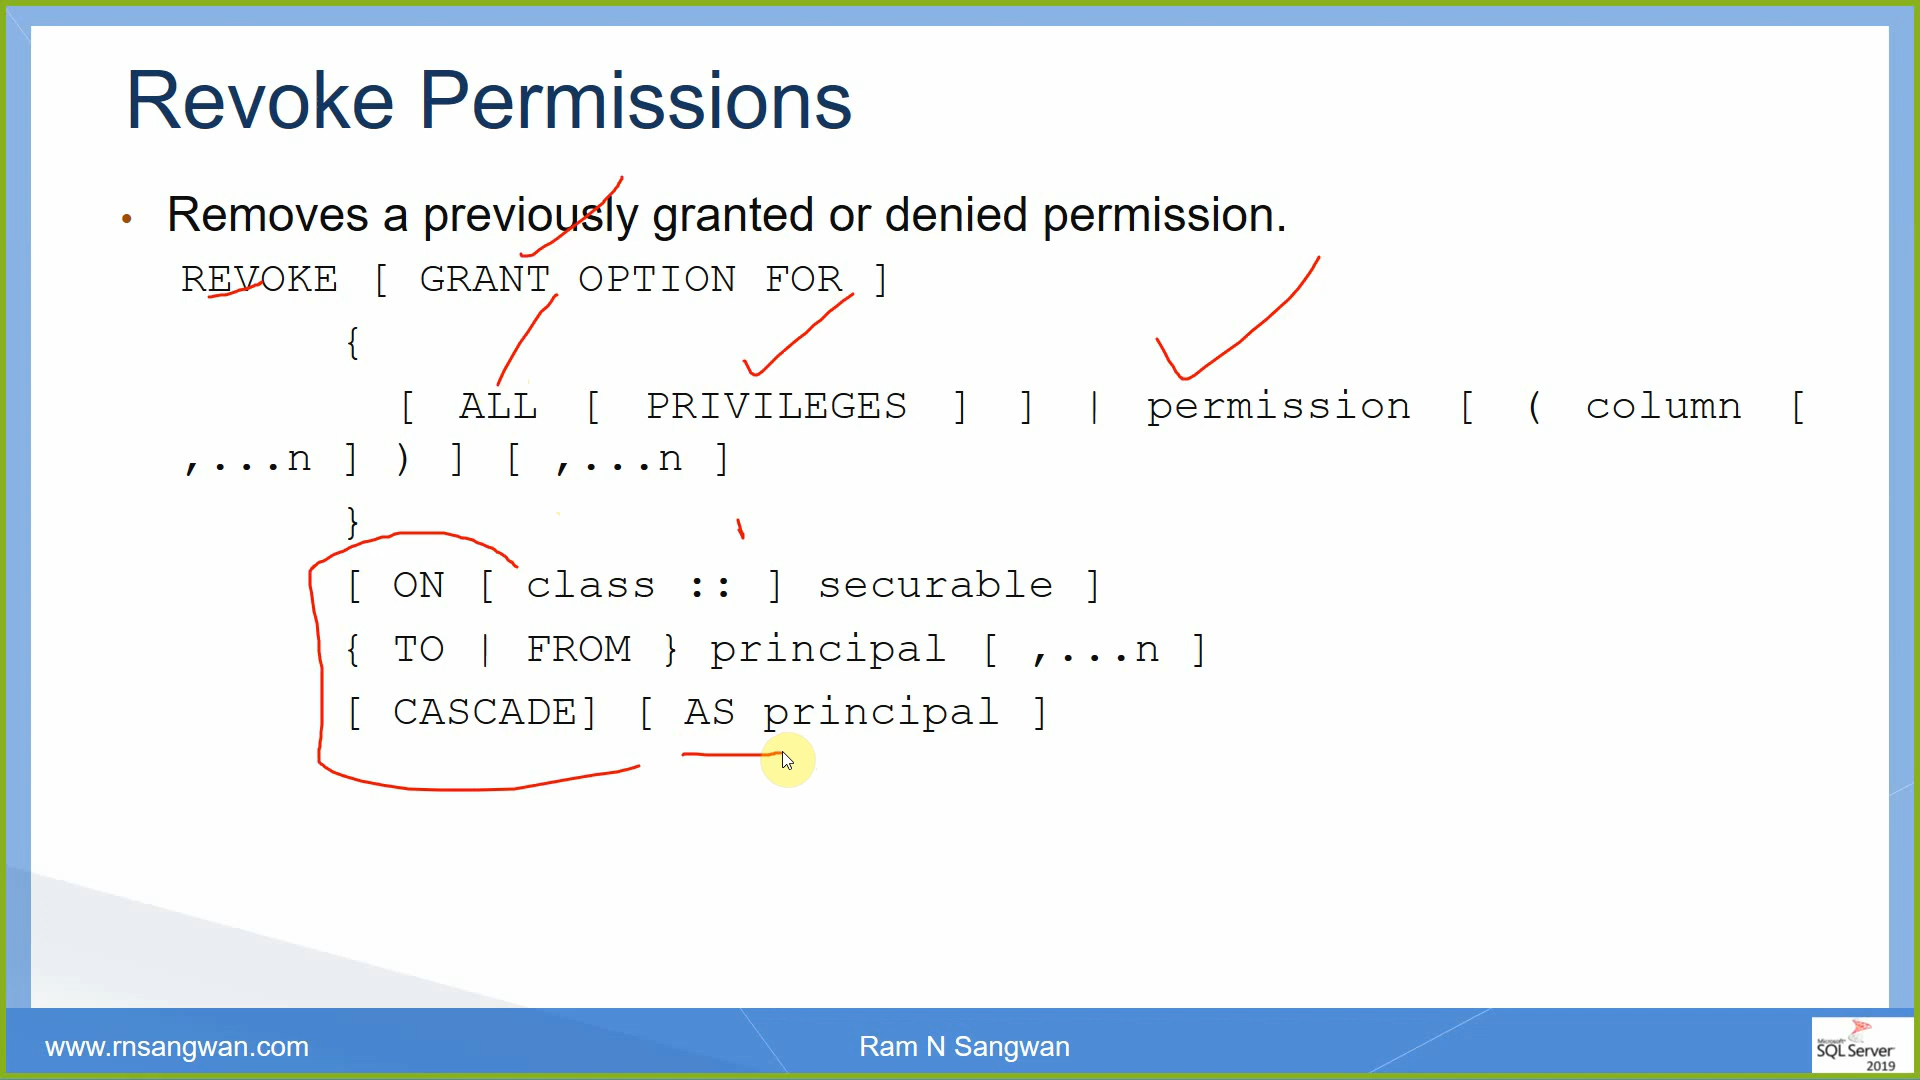 Revoke Permissions
• Removes a previously granted or denied permission.
REVOKE [ GRANT OPTION FOR ]
{
[ ALL [ PRIVILEGES ] ] | permission [ ( column [
,...n ] ) ] [ ,...n ]
}
[ ON [ class :: ] securable ]
{ TO | FROM } principal [ ,...n ]
[ CASCADE] [ AS principal ]
www.rnsangwan.com
Ram N Sangwan
Microsoft
SQL Server
2019